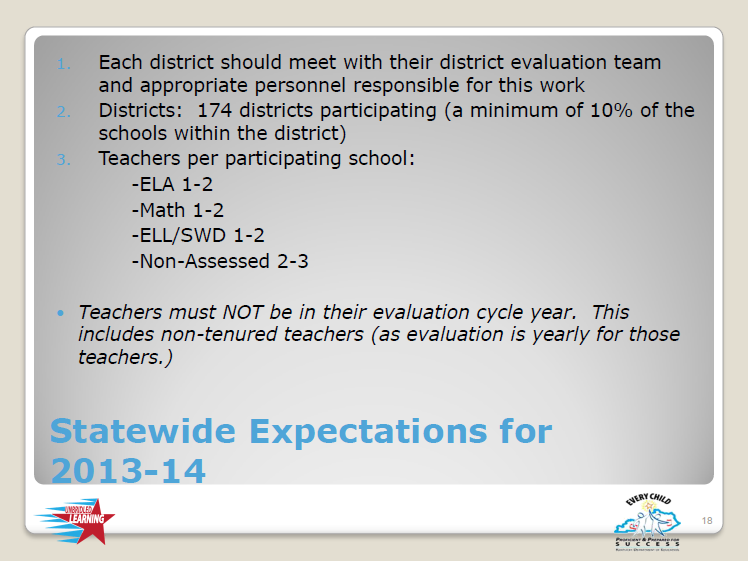 1. Each district should meet with their district evaluation team
and appropriate personnel responsible for this work
2. Districts:  174 districts participating (a minimum of 10% of the
schools within the district)
3. Teachers per participating school:
-ELA 1-2
-Math 1-2
-ELL/SWD 1-2
-Non-Assessed 2-3
• Teachers must NOT be in their evaluation cycle year.  This
includes non-tenured teachers (as evaluation is yearly for those
teachers.)
Statewide Expectations for
2013-14
UNBRIDLED
LEARNING
EVERY CHILD
PROFICIENT & PREPARED FOR
SUCCESS
KENTUCKY DEPARTMENT OF EDUCATION
18